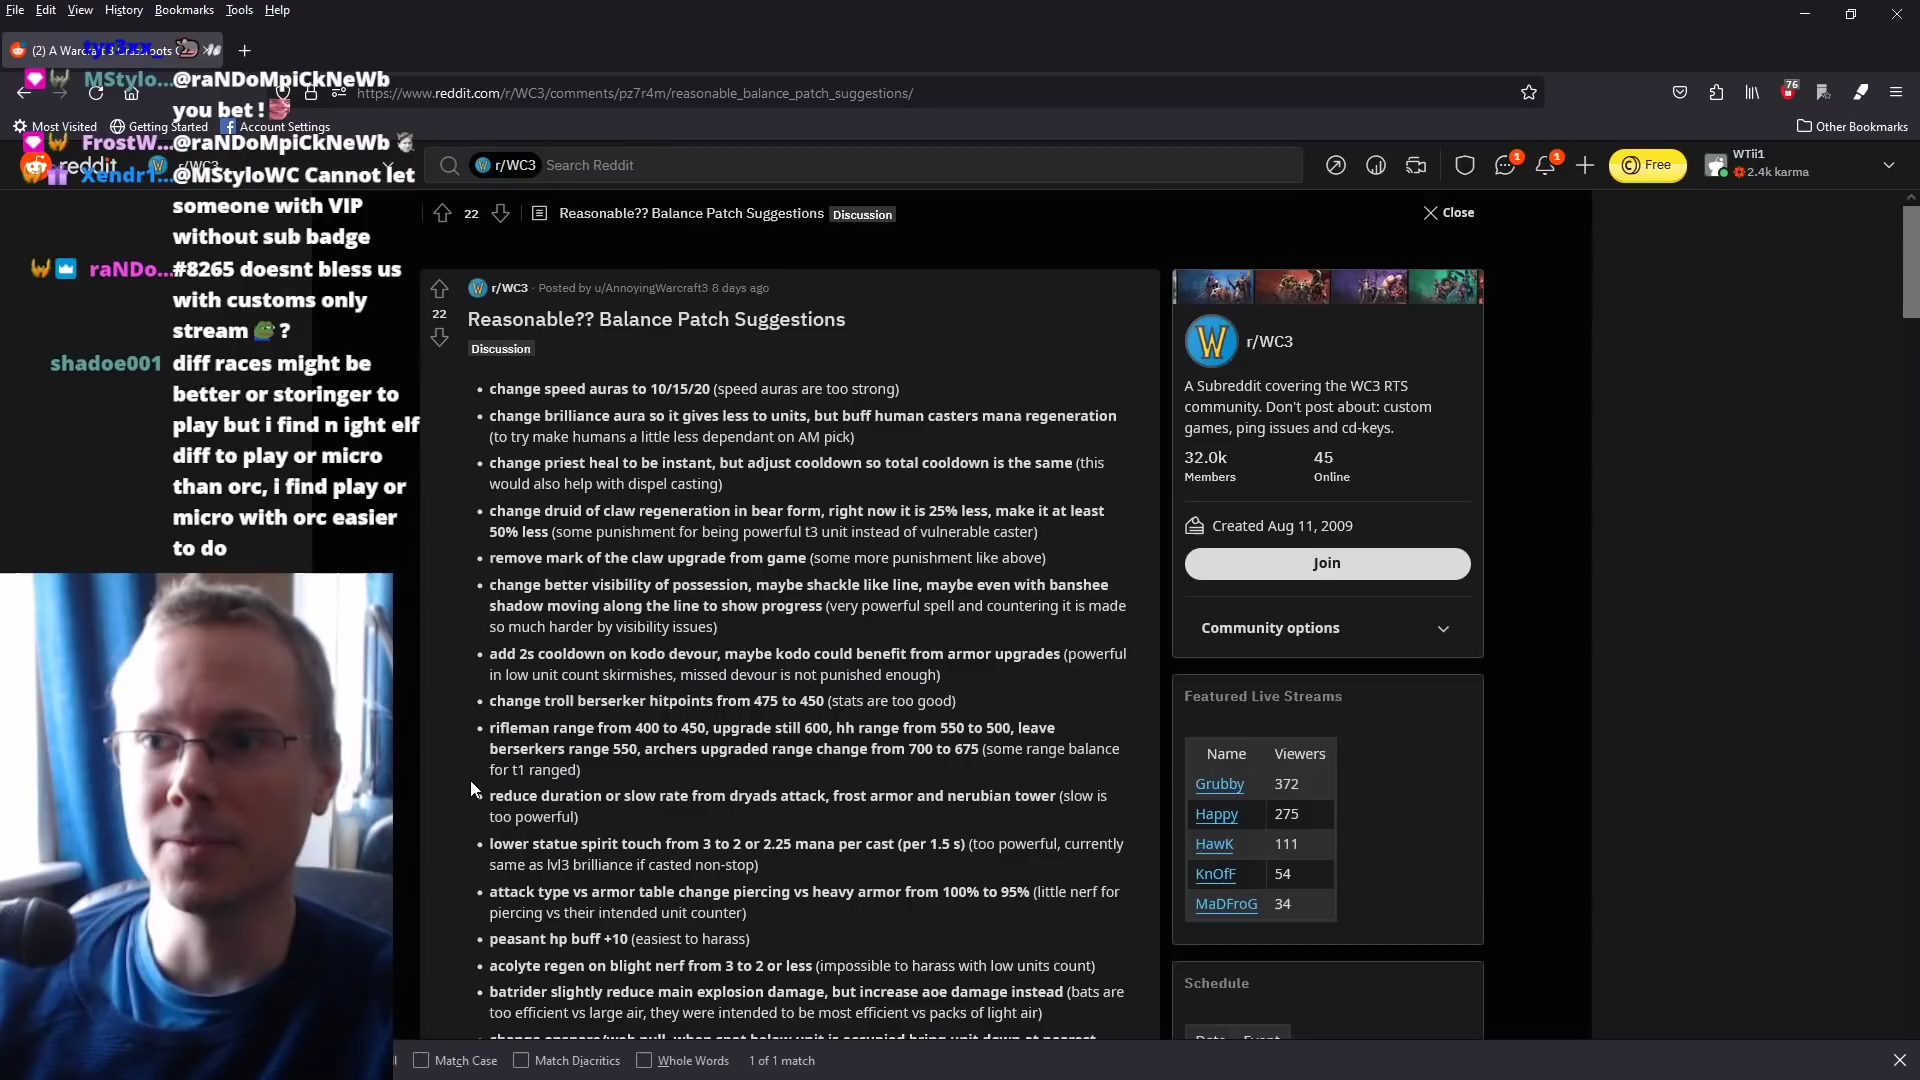 File Edit View History Bookmarks Tools Help
(2) A Warcraft 3 Grassroots
tyr3xx_
https://www.reddit.com/r/WC3/comments/pz7r4m/reasonable_balance_patch_suggestions/
76
Most Visited Getting Started Account Settings
Other Bookmarks
MStylo... @raNDoMpiCkNeWb
you bet !
FrostW... @raNDoMpiCkNeWb
Xendr1... @MStyloWC Cannot let
someone with VIP
without sub badge
raNDo... #8265 doesnt bless us
with customs only
stream ?
shadoe001 diff races might be
better or storinger to
play but i find n ight elf
diff to play or micro
than orc, i find play or
micro with orc easier
to do
reddit r/WC3
r/WC3 Search Reddit
1 1
Free
WTii1
2.4k karma
22 Reasonable?? Balance Patch Suggestions Discussion
Close
r/WC3 · Posted by u/AnnoyingWarcraft3 8 days ago
22
Reasonable?? Balance Patch Suggestions
Discussion
• change speed auras to 10/15/20 (speed auras are too strong)
• change brilliance aura so it gives less to units, but buff human casters mana regeneration
(to try make humans a little less dependant on AM pick)
• change priest heal to be instant, but adjust cooldown so total cooldown is the same (this
would also help with dispel casting)
• change druid of claw regeneration in bear form, right now it is 25% less, make it at least
50% less (some punishment for being powerful t3 unit instead of vulnerable caster)
• remove mark of the claw upgrade from game (some more punishment like above)
• change better visibility of possession, maybe shackle like line, maybe even with banshee
shadow moving along the line to show progress (very powerful spell and countering it is made
so much harder by visibility issues)
• add 2s cooldown on kodo devour, maybe kodo could benefit from armor upgrades (powerful
in low unit count skirmishes, missed devour is not punished enough)
• change troll berserker hitpoints from 475 to 450 (stats are too good)
• rifleman range from 400 to 450, upgrade still 600, hh range from 550 to 500, leave
berserkers range 550, archers upgraded range change from 700 to 675 (some range balance
for t1 ranged)
• reduce duration or slow rate from dryads attack, frost armor and nerubian tower (slow is
too powerful)
• lower statue spirit touch from 3 to 2 or 2.25 mana per cast (per 1.5 s) (too powerful, currently
same as lvl3 brilliance if casted non-stop)
• attack type vs armor table change piercing vs heavy armor from 100% to 95% (little nerf for
piercing vs their intended unit counter)
• peasant hp buff +10 (easiest to harass)
• acolyte regen on blight nerf from 3 to 2 or less (impossible to harass with low units count)
• batrider slightly reduce main explosion damage, but increase aoe damage instead (bats are
too efficient vs large air, they were intended to be most efficient vs packs of light air)
r/WC3
A Subreddit covering the WC3 RTS
community. Don't post about: custom
games, ping issues and cd-keys.
32.0k 45
Members Online
Created Aug 11, 2009
Join
Community options
Featured Live Streams
Name Viewers
Grubby 372
Happy 275
HawK 111
KnOfF 54
MaDFroG 34
Schedule
Match Case Match Diacritics Whole Words 1 of 1 match